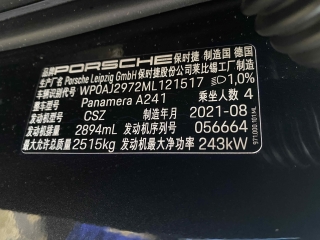 品牌 PORSCHE 保时捷 制造国 德国
生产厂名 Porsche Leipzig GmbH 保时捷股份公司莱比锡工厂制造
车辆识别代号 WP0AJ2972ML121517 1,0%
整车型号 Panamera A241 乘坐人数 4
发动机型号 CSZ 制造年月 2021-08
发动机排量 2894mL 发动机序列号 056664
最大允许总质量 2515kg 发动机最大净功率 243kW